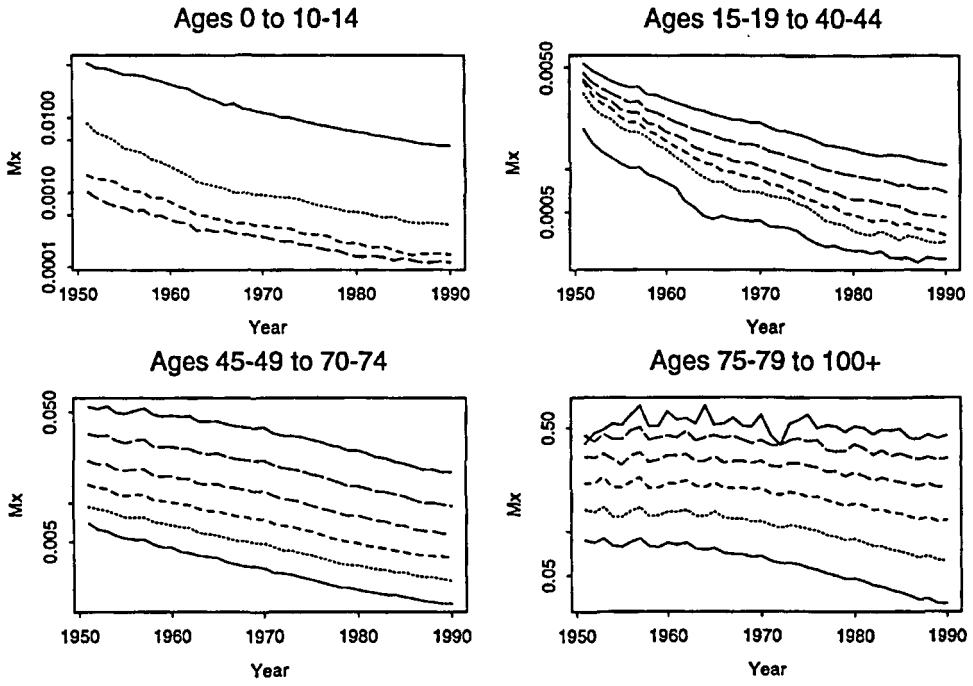 Ages 0 to 10-14
Mx
0.0100
0.0010
0.0001
1950 1960 1970 1980 1990
Year
Ages 15-19 to 40-44
Mx
0.0050
0.0005
1950 1960 1970 1980 1990
Year
Ages 45-49 to 70-74
Mx
0.050
0.005
1950 1960 1970 1980 1990
Year
Ages 75-79 to 100+
Mx
0.50
0.05
1950 1960 1970 1980 1990
Year